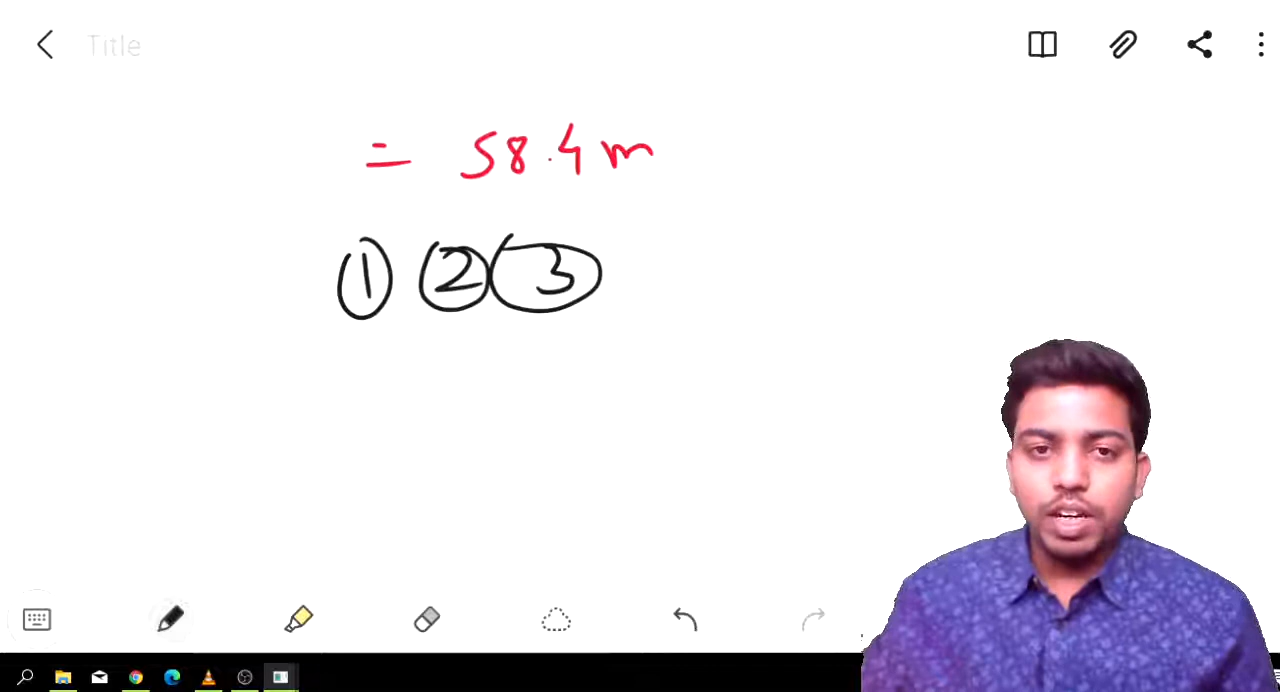 Title
= 58.4 m
① ② ③